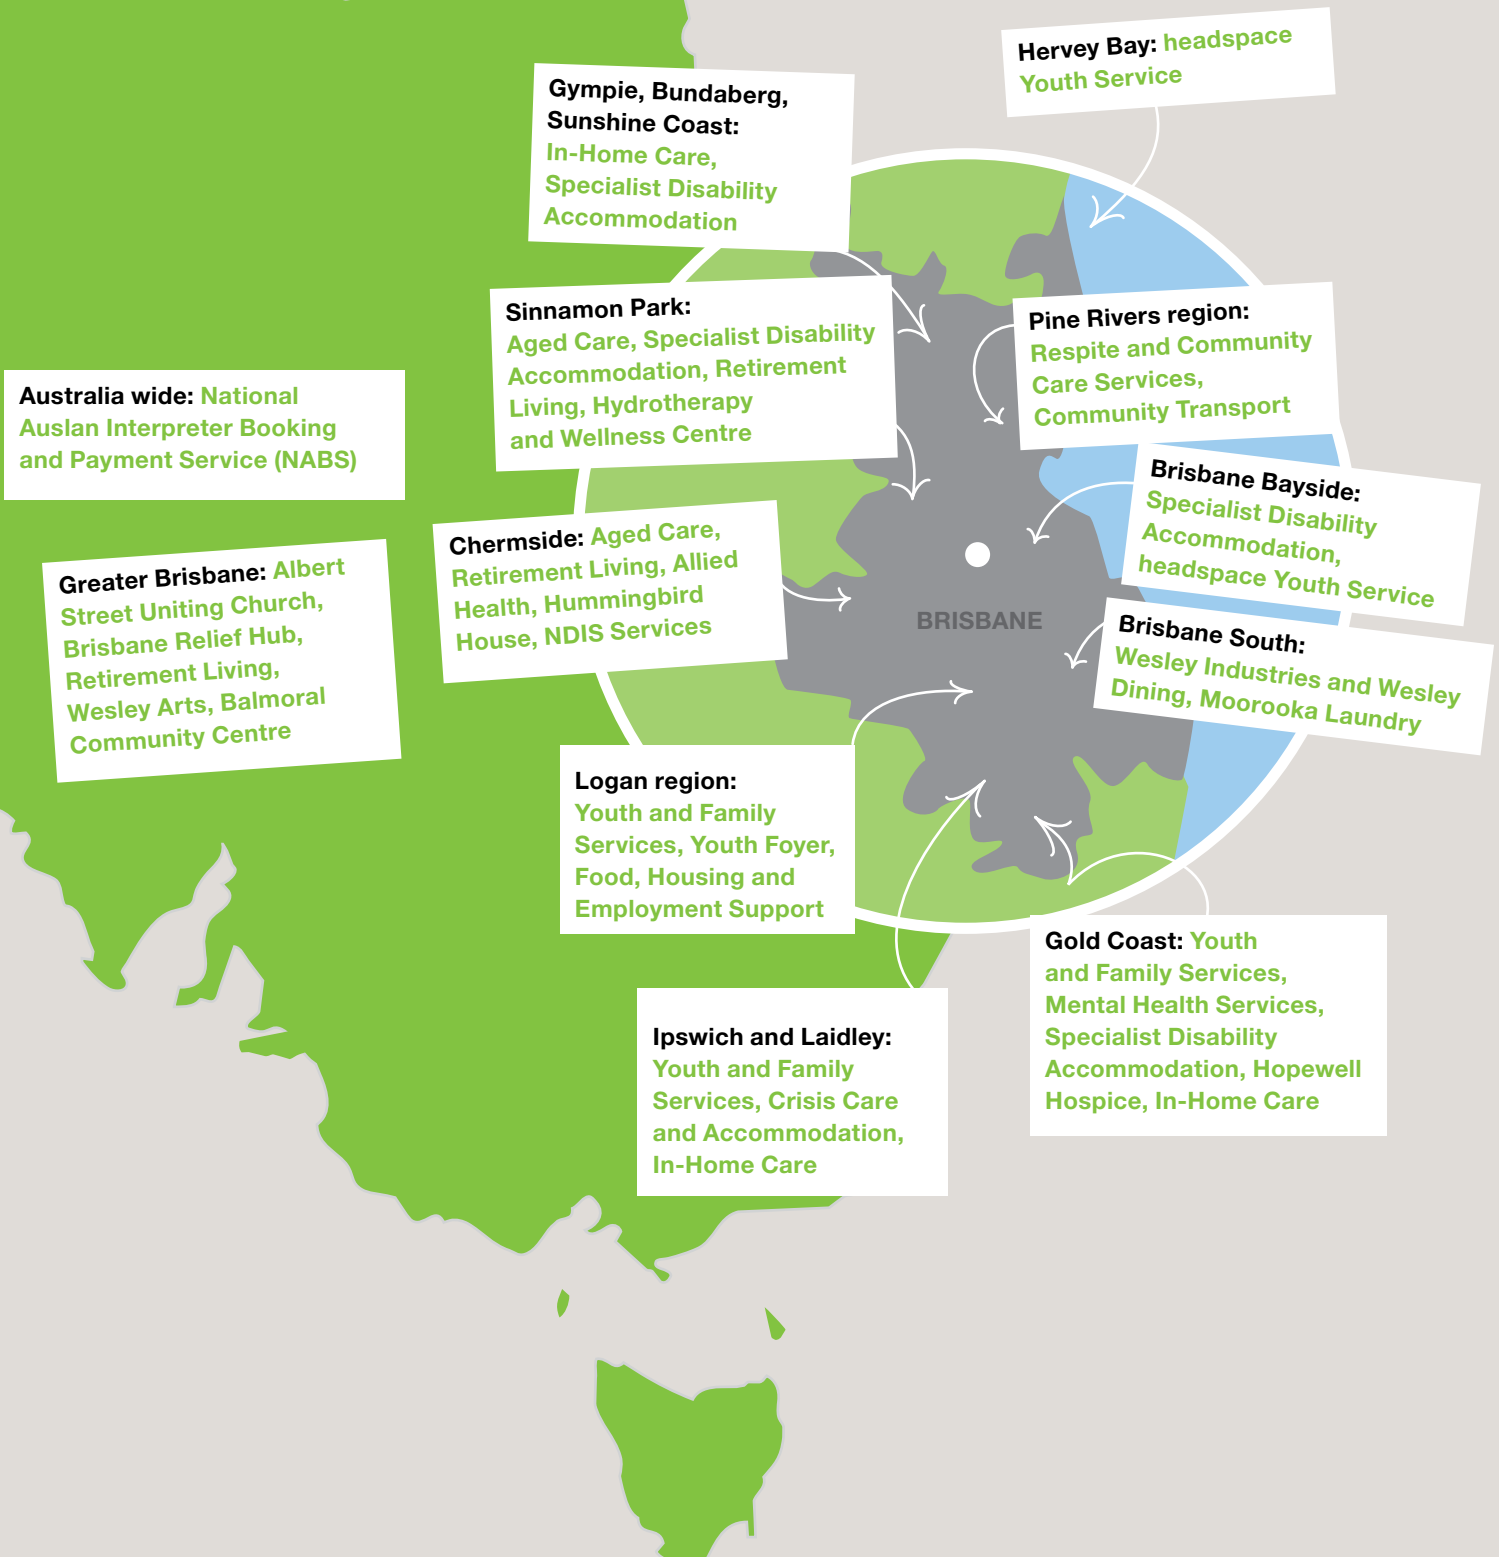 Hervey Bay: headspace
Youth Service
Gympie, Bundaberg,
Sunshine Coast:
In-Home Care,
Specialist Disability
Accommodation
Sinnamon Park:
Aged Care, Specialist Disability
Accommodation, Retirement
Living, Hydrotherapy
and Wellness Centre
Pine Rivers region:
Respite and Community
Care Services,
Community Transport
Australia wide: National
Auslan Interpreter Booking
and Payment Service (NABS)
Brisbane Bayside:
Specialist Disability
Accommodation,
headspace Youth Service
Chermside: Aged Care,
Retirement Living, Allied
Health, Hummingbird
House, NDIS Services
Greater Brisbane: Albert
Street Uniting Church,
Brisbane Relief Hub,
Retirement Living,
Wesley Arts, Balmoral
Community Centre
BRISBANE
Brisbane South:
Wesley Industries and Wesley
Dining, Moorooka Laundry
Logan region:
Youth and Family
Services, Youth Foyer,
Food, Housing and
Employment Support
Gold Coast: Youth
and Family Services,
Mental Health Services,
Specialist Disability
Accommodation, Hopewell
Hospice, In-Home Care
Ipswich and Laidley:
Youth and Family
Services, Crisis Care
and Accommodation,
In-Home Care